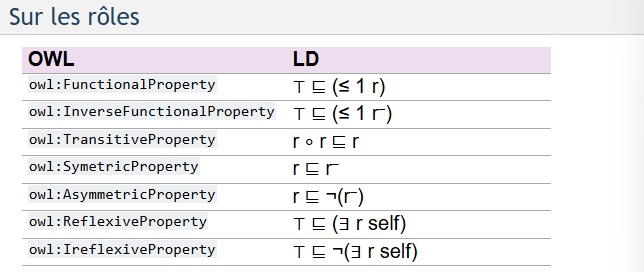 Sur les rôles
OWL LD
owl:FunctionalProperty ⊤ ⊑ (≤ 1 r)
owl:InverseFunctionalProperty ⊤ ⊑ (≤ 1 r⁻)
owl:TransitiveProperty r ∘ r ⊑ r
owl:SymetricProperty r ⊑ r⁻
owl:AsymmetricProperty r ⊑ ¬(r⁻)
owl:ReflexiveProperty ⊤ ⊑ (∃ r self)
owl:IreflexiveProperty ⊤ ⊑ ¬(∃ r self)